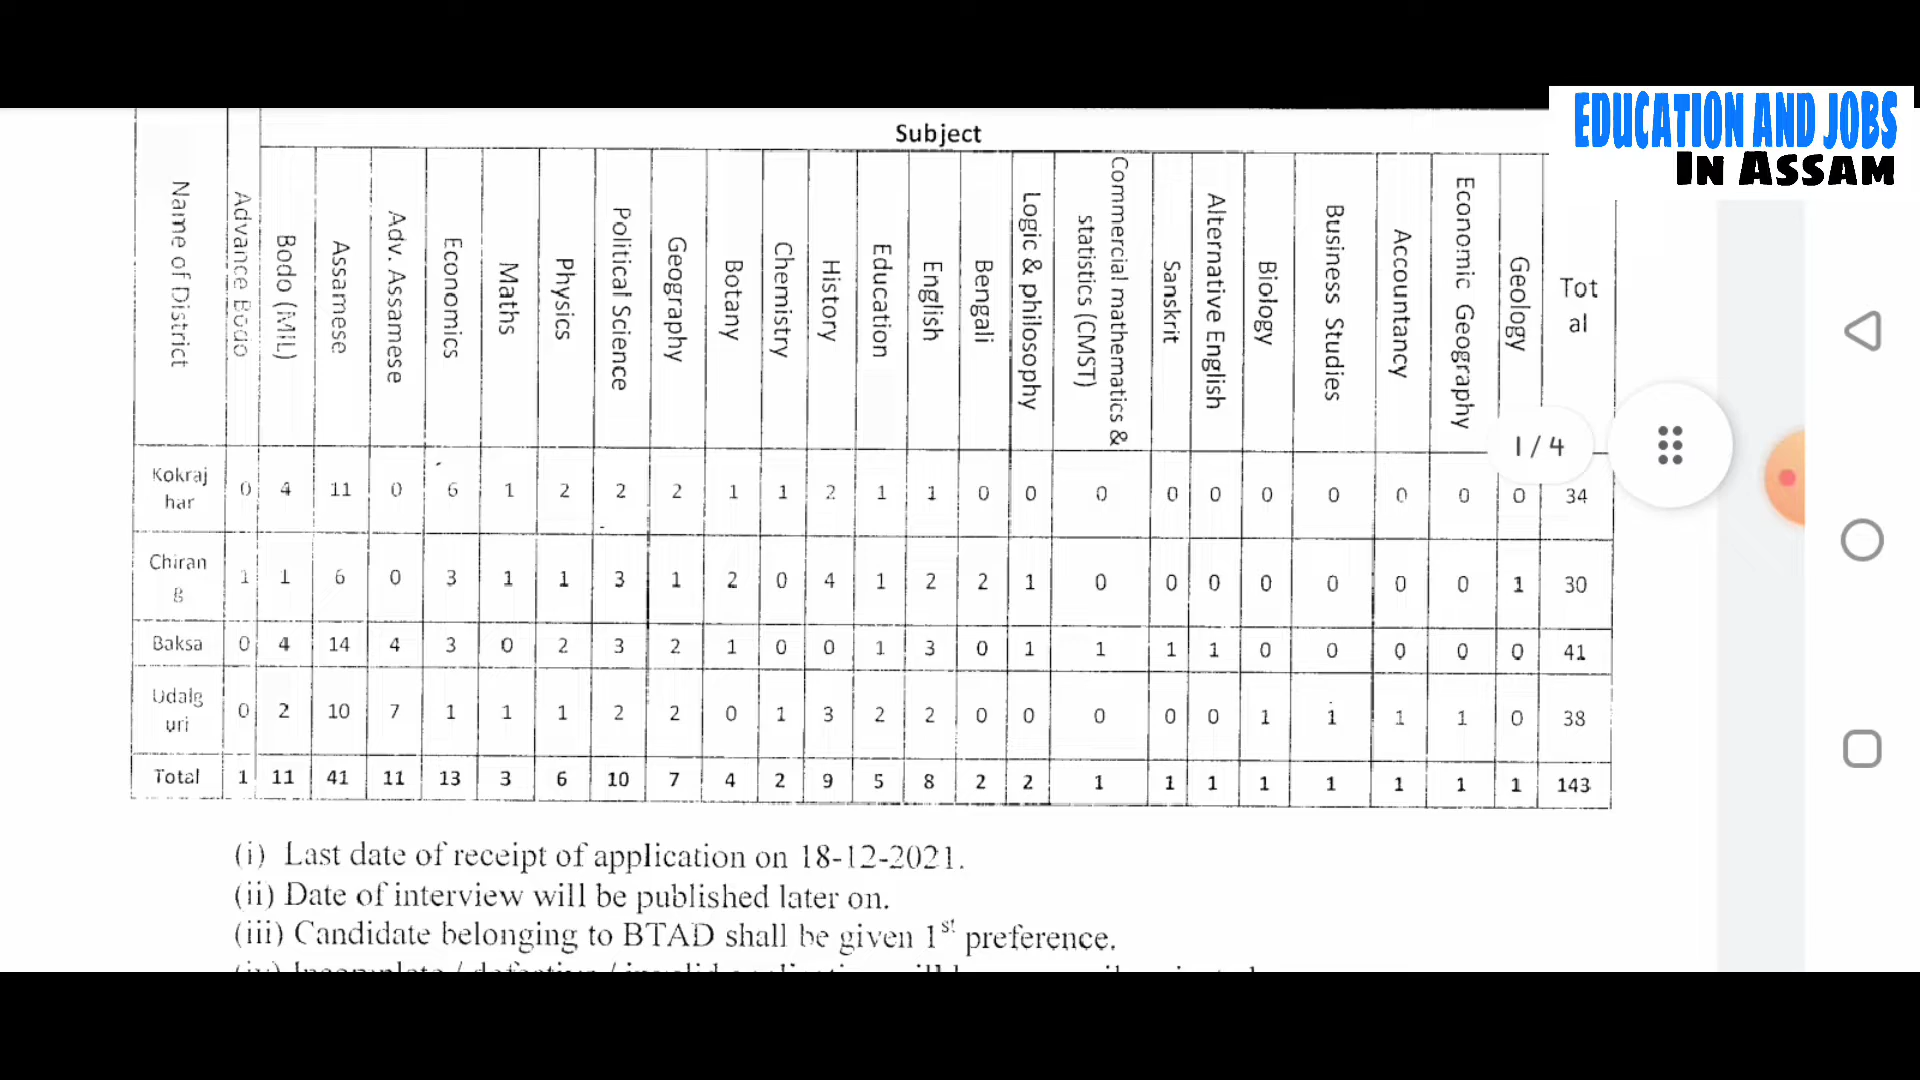 EDUCATION AND JOBS
IN ASSAM
Subject
Name of District
Advance Bodo
Bodo (MIL)
Assamese
Adv. Assamese
Economics
Maths
Physics
Political Science
Geography
Botany
Chemistry
History
Education
English
Bengali
Logic & philosophy
Commercial mathematics &
statistics (CMST)
Sanskrit
Alternative English
Biology
Business Studies
Accountancy
Economic Geography
Geology
Tot
al
1/4
Kokraj
har
0 4 11 0 6 1 2 2 2 1 1 2 1 1 0 0 0 0 0 0 0 0 0 0 34
Chiran
g
1 1 6 0 3 1 1 3 1 2 0 4 1 2 2 1 0 0 0 0 0 0 0 1 30
Baksa 0 4 14 4 3 0 2 3 2 1 0 0 1 3 0 1 1 1 1 0 0 0 0 0 41
Udalg
uri
0 2 10 7 1 1 1 2 2 0 1 3 2 2 0 0 0 0 0 1 1 1 1 0 38
Total 1 11 41 11 13 3 6 10 7 4 2 9 5 8 2 2 1 1 1 1 1 1 1 1 143
(i) Last date of receipt of application on 18-12-2021.
(ii) Date of interview will be published later on.
(iii) Candidate belonging to BTAD shall be given 1st preference.